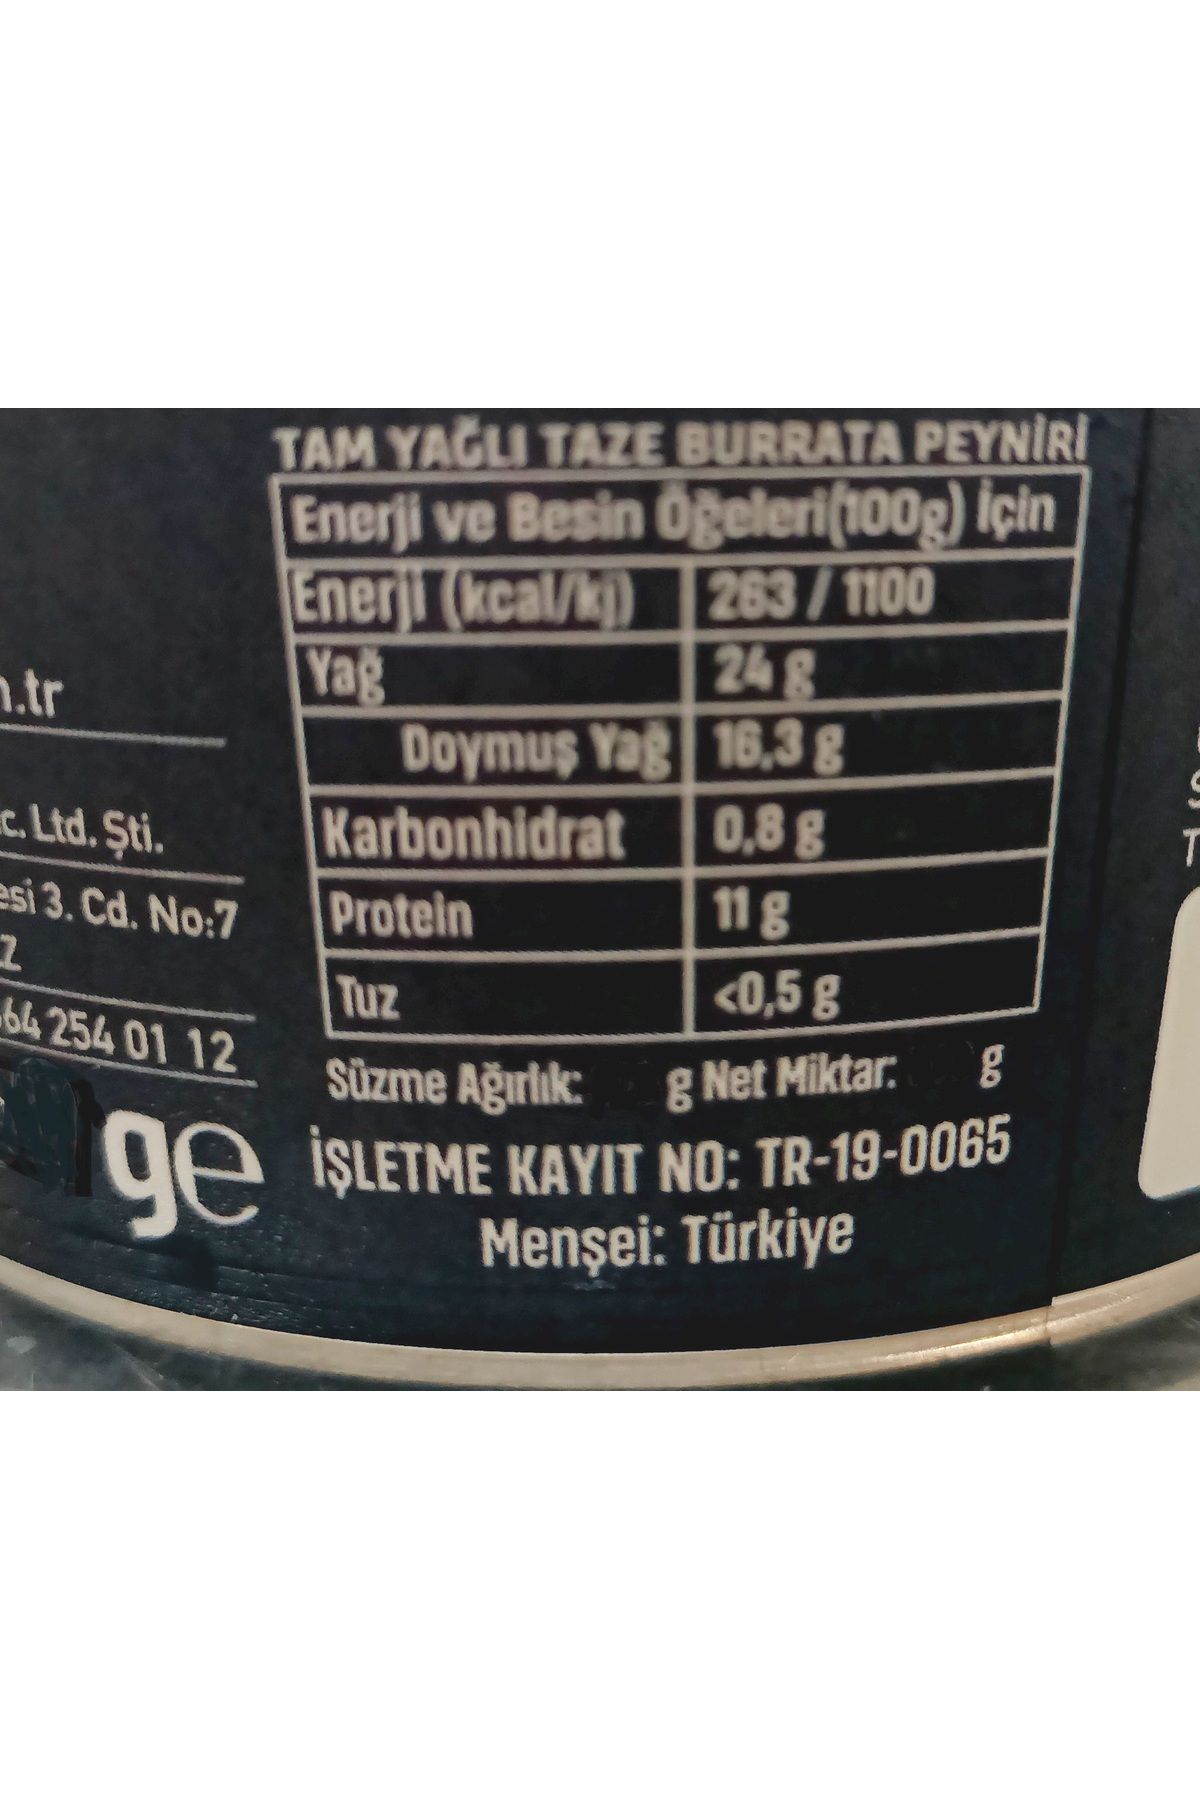 TAM YAĞLI TAZE BURRATA PEYNİRİ
Enerji ve Besin Öğeleri(100g) İçin
Enerji (kcal/kj) 263 / 1100
Yağ 24 g
Doymuş Yağ 16,3 g
Karbonhidrat 0,8 g
Protein 11 g
Tuz <0,5 g
Süzme Ağırlık: g Net Miktar: g
İŞLETME KAYIT NO: TR-19-0065
Menşei: Türkiye
.tr
c. Ltd. Şti.
esi 3. Cd. No:7
Z
64 254 01 12
ge